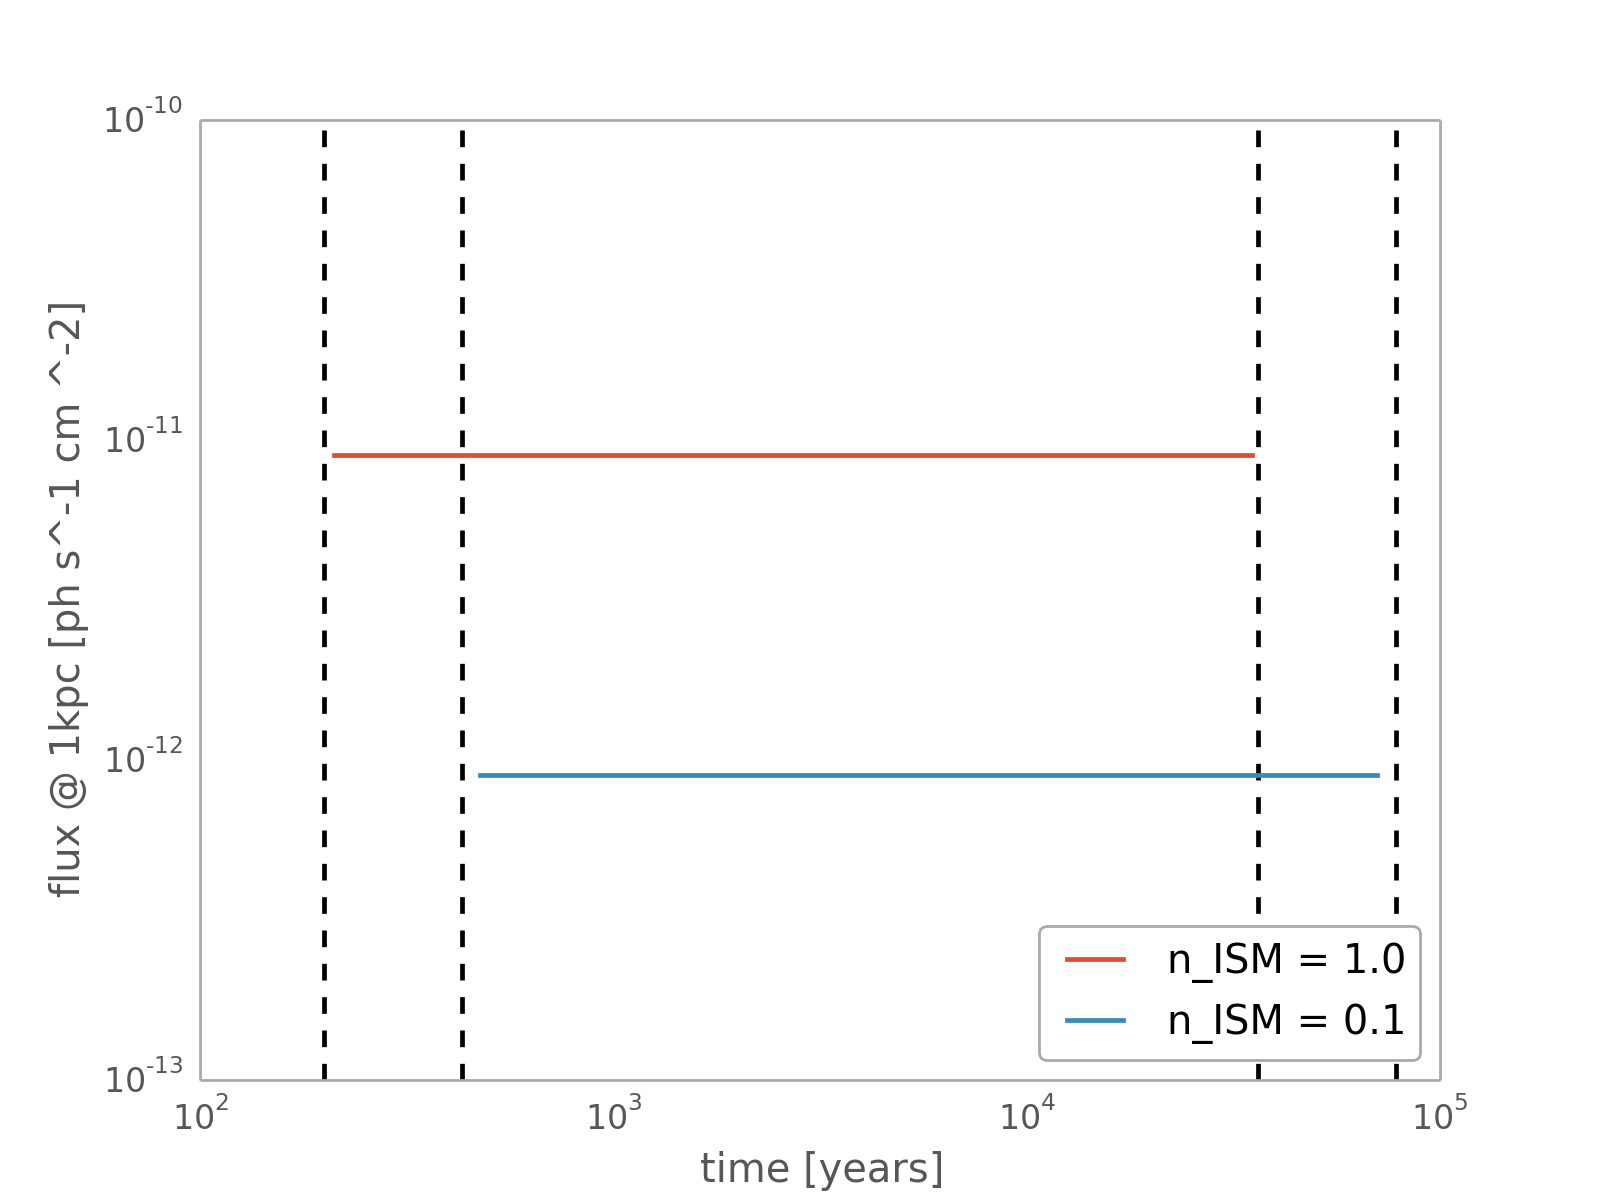 10^-10
10^-11
10^-12
10^-13
flux @ 1kpc [ph s^-1 cm ^-2]
n_ISM = 1.0
n_ISM = 0.1
10^2
10^3
10^4
10^5
time [years]